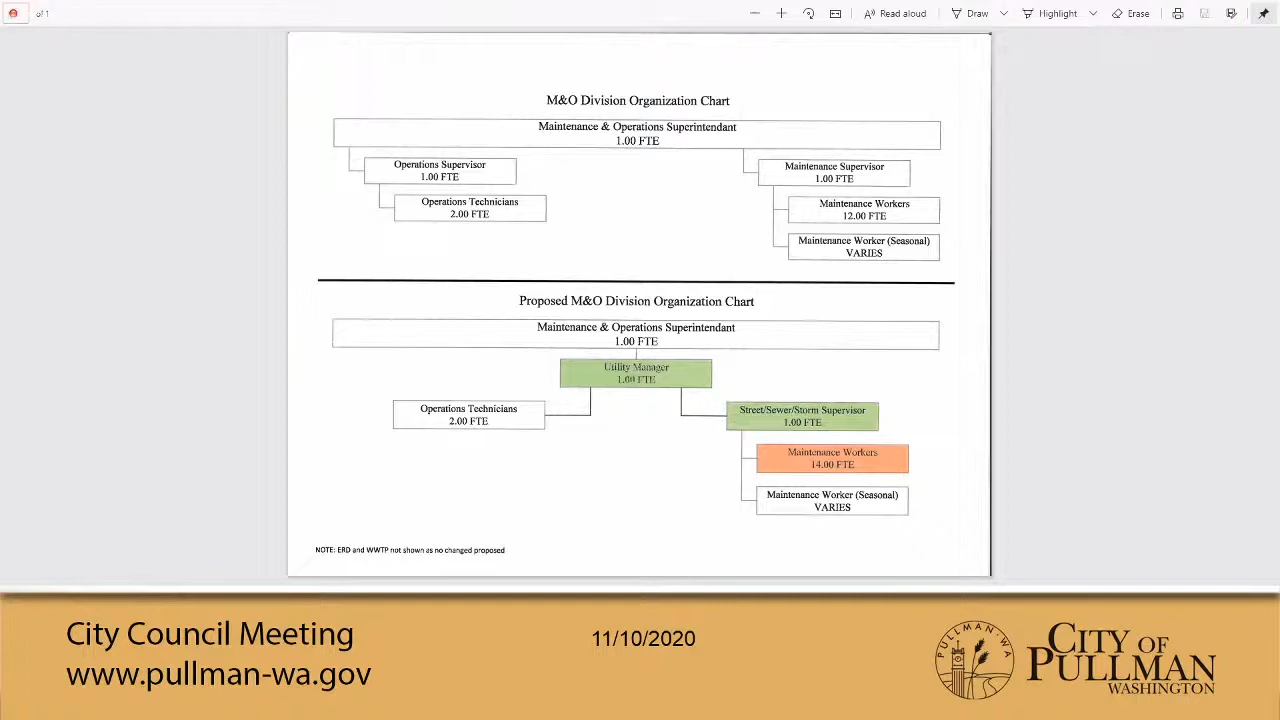 of 1
Read aloud
Draw
Highlight
Erase
M&O Division Organization Chart
Maintenance & Operations Superintendant
1.00 FTE
Operations Supervisor
1.00 FTE
Maintenance Supervisor
1.00 FTE
Operations Technicians
2.00 FTE
Maintenance Workers
12.00 FTE
Maintenance Worker (Seasonal)
VARIES
Proposed M&O Division Organization Chart
Maintenance & Operations Superintendant
1.00 FTE
Utility Manager
1.00 FTE
Operations Technicians
2.00 FTE
Street/Sewer/Storm Supervisor
1.00 FTE
Maintenance Workers
14.00 FTE
Maintenance Worker (Seasonal)
VARIES
NOTE: ERD and WWTP not shown as no changed proposed
City Council Meeting
www.pullman-wa.gov
11/10/2020
PULLMAN, WA
CITY OF
PULLMAN
WASHINGTON